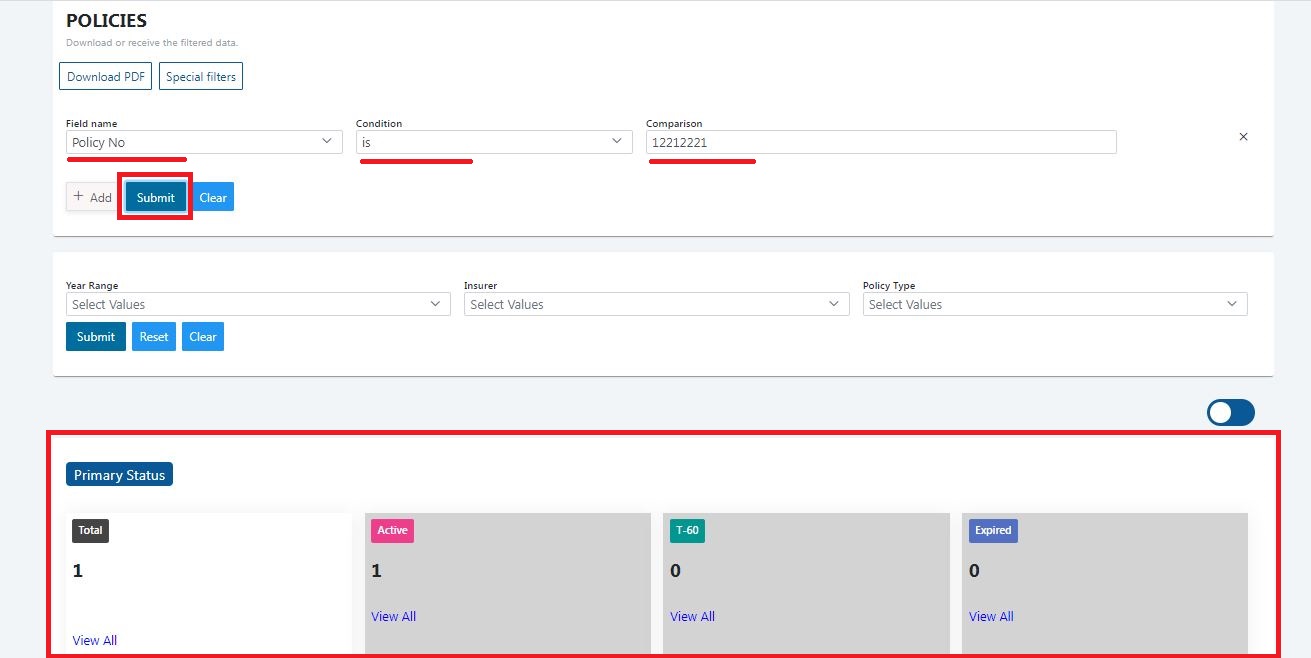 POLICIES
Download or receive the filtered data.
Download PDF Special filters
Field name Condition Comparison
Policy No is 12212221
+ Add Submit Clear
Year Range Insurer Policy Type
Select Values Select Values Select Values
Submit Reset Clear
Primary Status
Total Active T-60 Expired
1 1 0 0
View All View All View All
View All